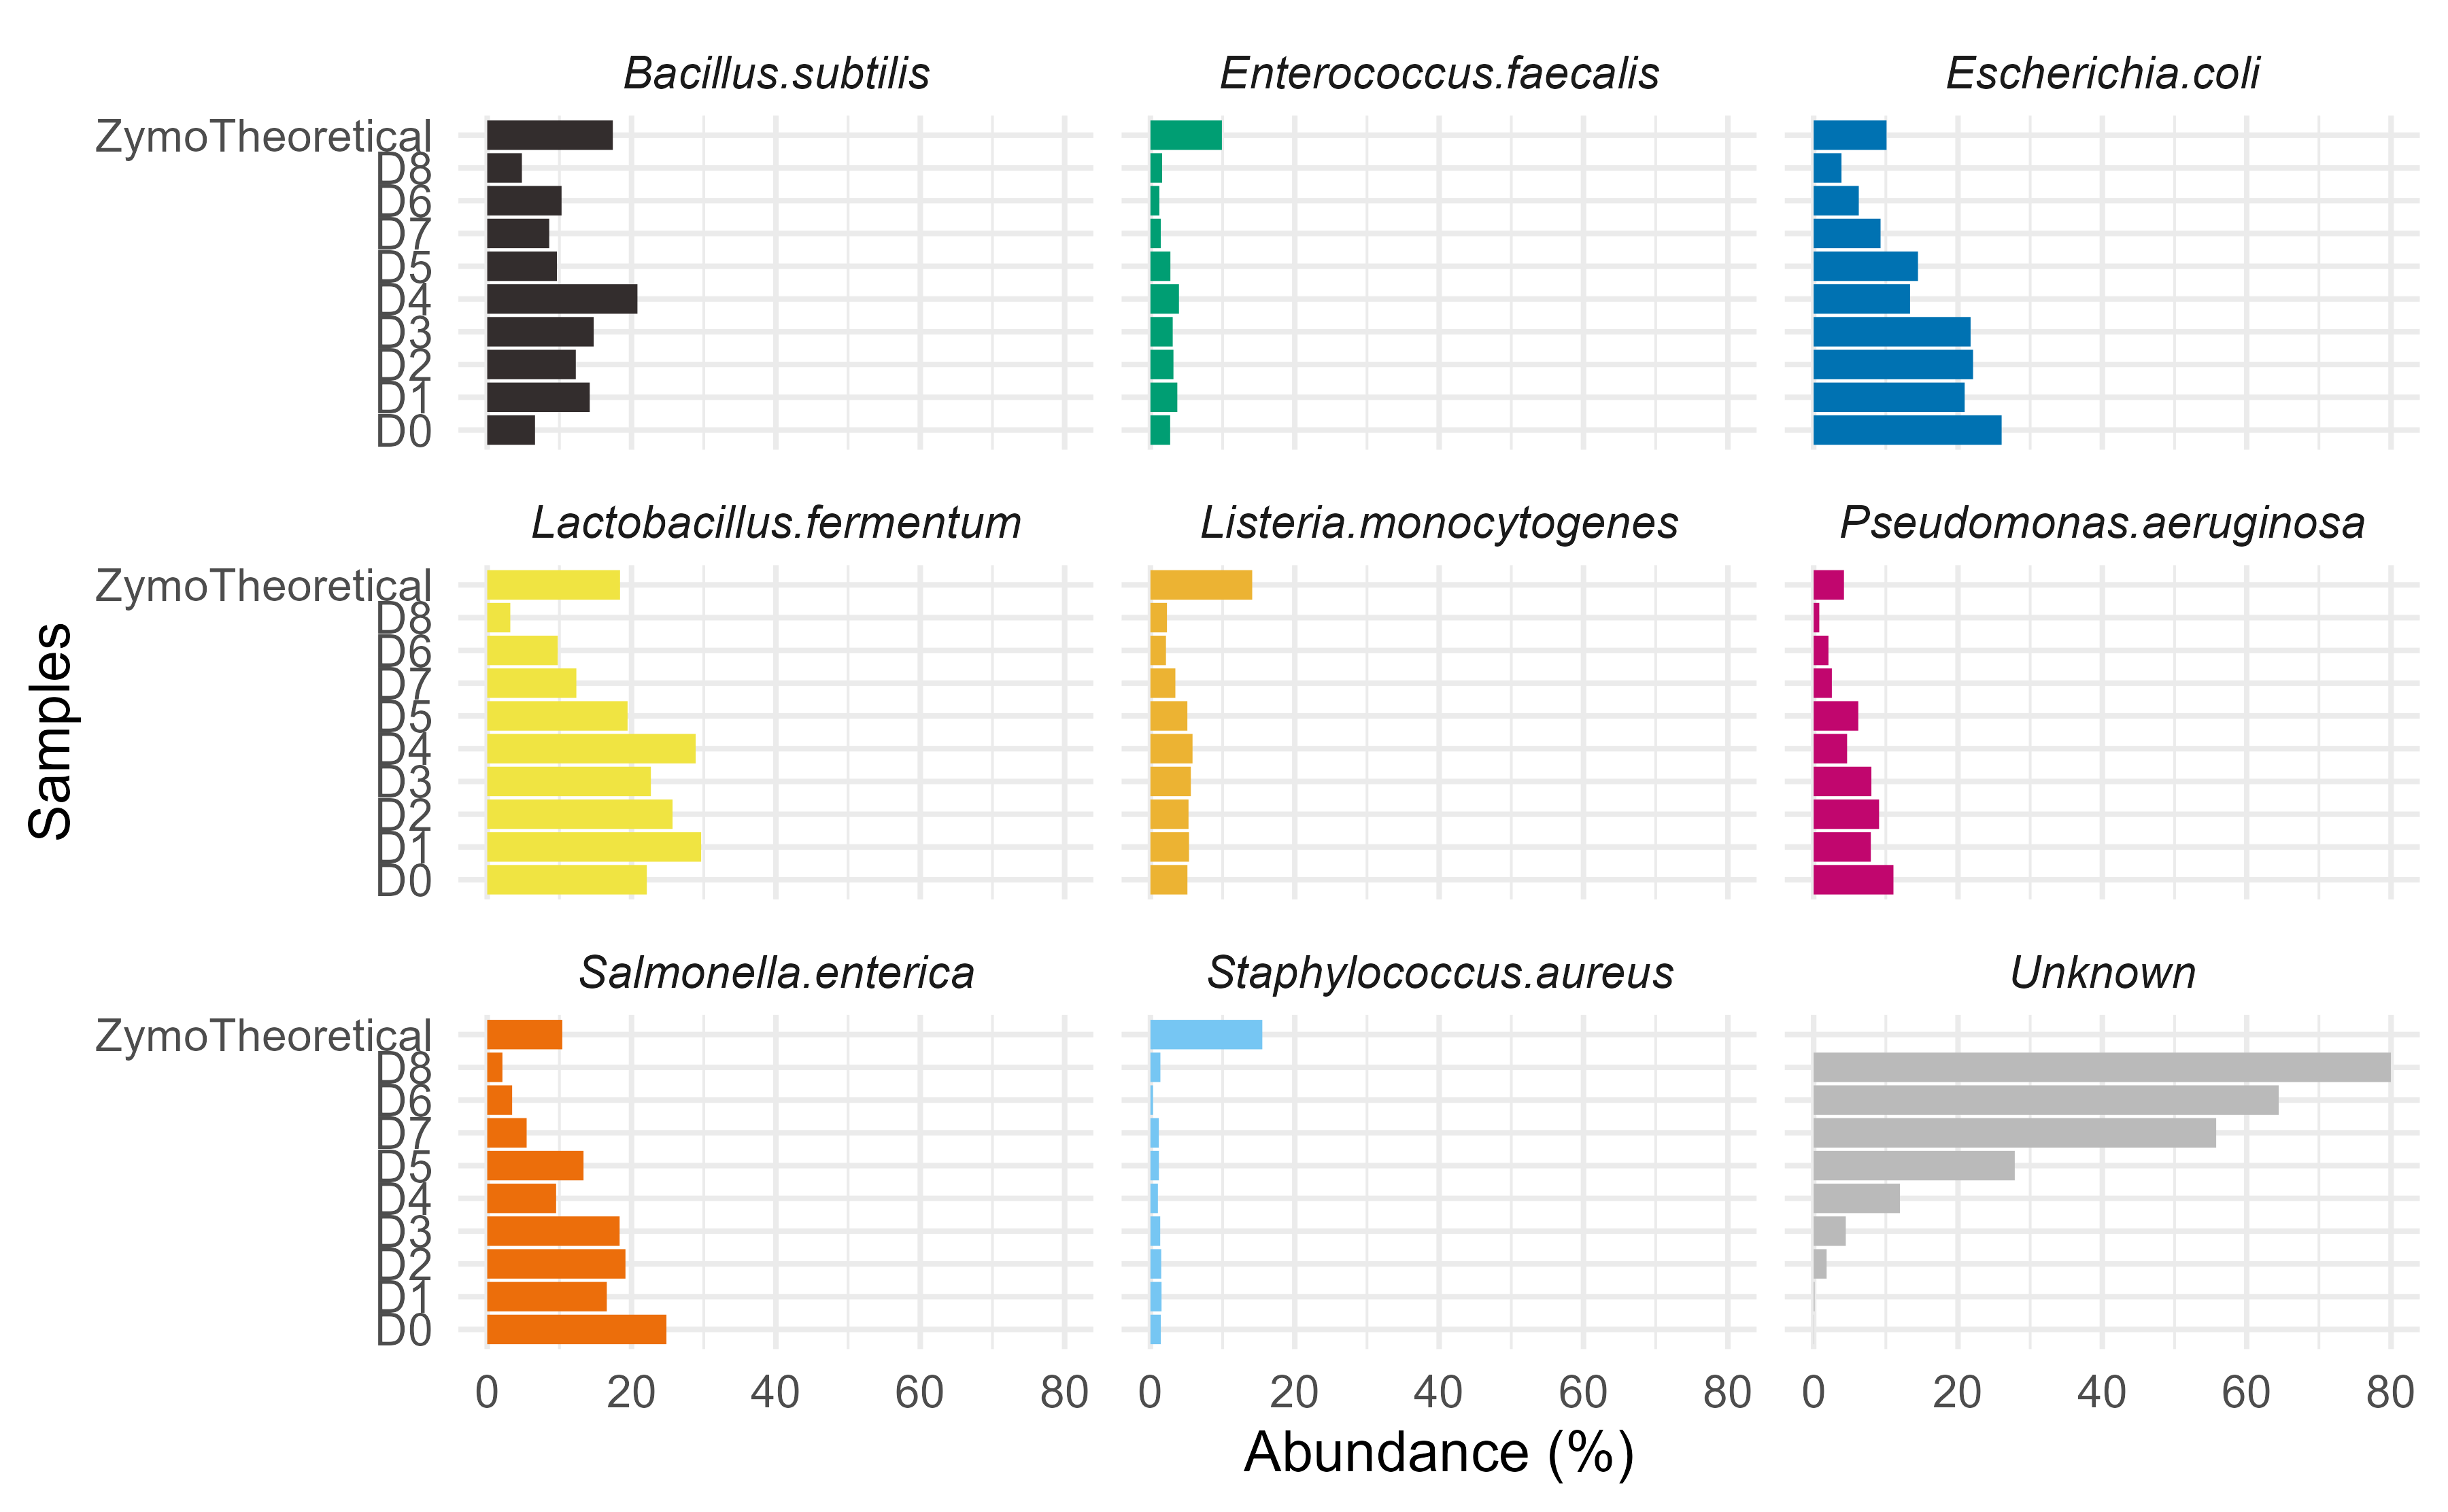 Bacillus.subtilis Enterococcus.faecalis Escherichia.coli
ZymoTheoretical
D8
D6
D7
D5
D4
D3
D2
D1
D0
Lactobacillus.fermentum Listeria.monocytogenes Pseudomonas.aeruginosa
ZymoTheoretical
D8
D6
D7
D5
D4
D3
D2
D1
D0
Samples
Salmonella.enterica Staphylococcus.aureus Unknown
ZymoTheoretical
D8
D6
D7
D5
D4
D3
D2
D1
D0
0 20 40 60 80 0 20 40 60 80 0 20 40 60 80
Abundance (%)